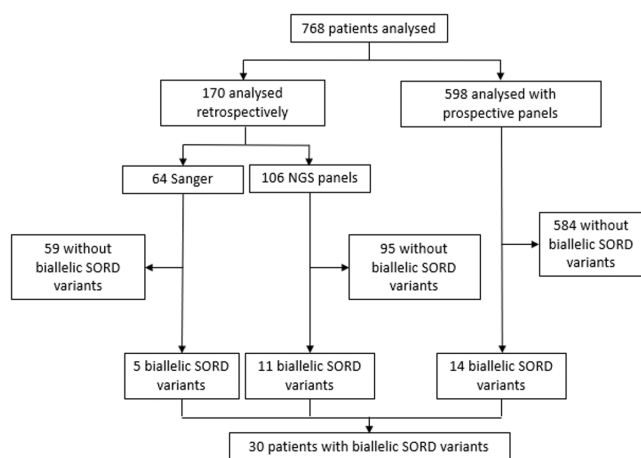 768 patients analysed
170 analysed
retrospectively
598 analysed with
prospective panels
64 Sanger
106 NGS panels
59 without
biallelic SORD
variants
95 without
biallelic SORD
variants
584 without
biallelic SORD
variants
5 biallelic SORD
variants
11 biallelic SORD
variants
14 biallelic SORD
variants
30 patients with biallelic SORD variants